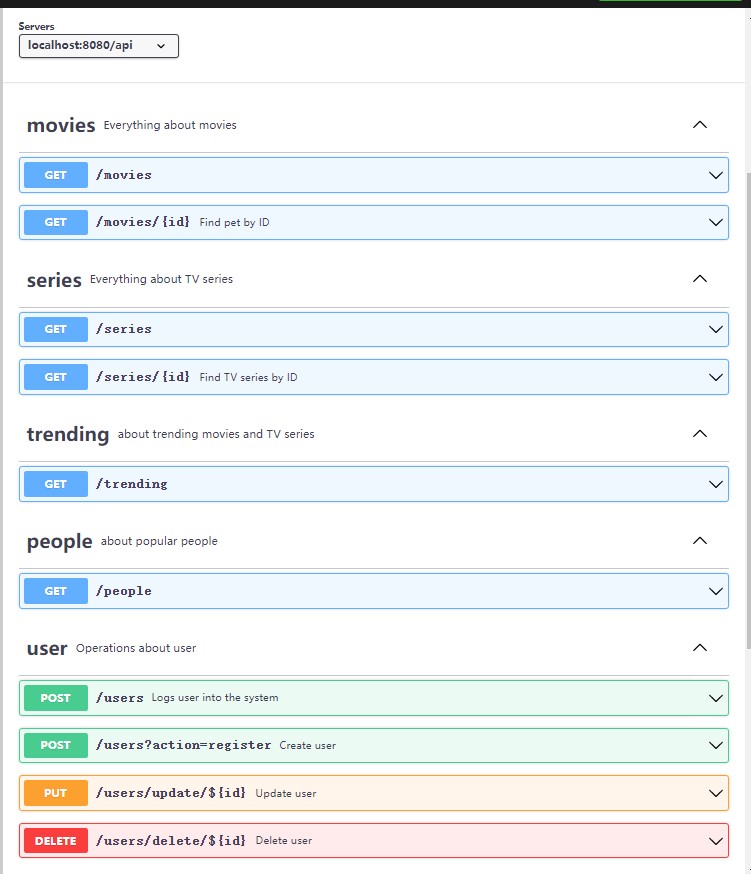 Servers
localhost:8080/api
movies Everything about movies
GET /movies
GET /movies/{id} Find pet by ID
series Everything about TV series
GET /series
GET /series/{id} Find TV series by ID
trending about trending movies and TV series
GET /trending
people about popular people
GET /people
user Operations about user
POST /users Logs user into the system
POST /users?action=register Create user
PUT /users/update/${id} Update user
DELETE /users/delete/${id} Delete user